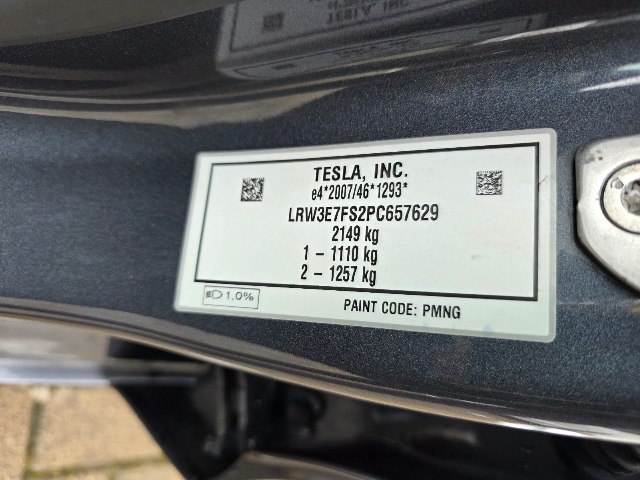 TESLA, INC.
e4*2007/46*1293*
LRW3E7FS2PC657629
2149 kg
1 - 1110 kg
2 - 1257 kg
1,0%
PAINT CODE: PMNG